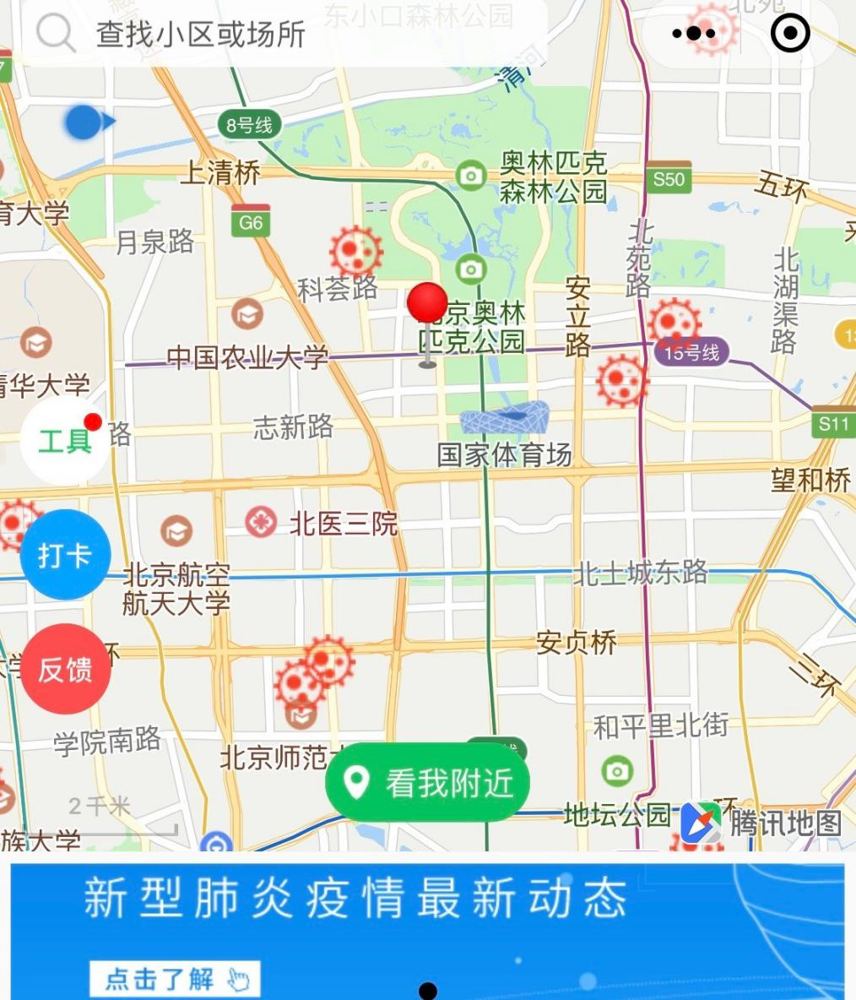 东小口森林公园
北苑
查找小区或场所
清河
8号线
上清桥
奥林匹克
森林公园
S50
五环
育大学
G6
月泉路
北苑路
北湖渠路
科荟路
安立路
京奥林
匹克公园
15号线
中国农业大学
清华大学
工具
路
志新路
S11
国家体育场
望和桥
北医三院
打卡
北京航空
航天大学
北土城东路
安贞桥
反馈
环
二环
学院南路
和平里北街
北京师范大
看我附近
2千米
地坛公园
环
腾讯地图
族大学
新型肺炎疫情最新动态
点击了解